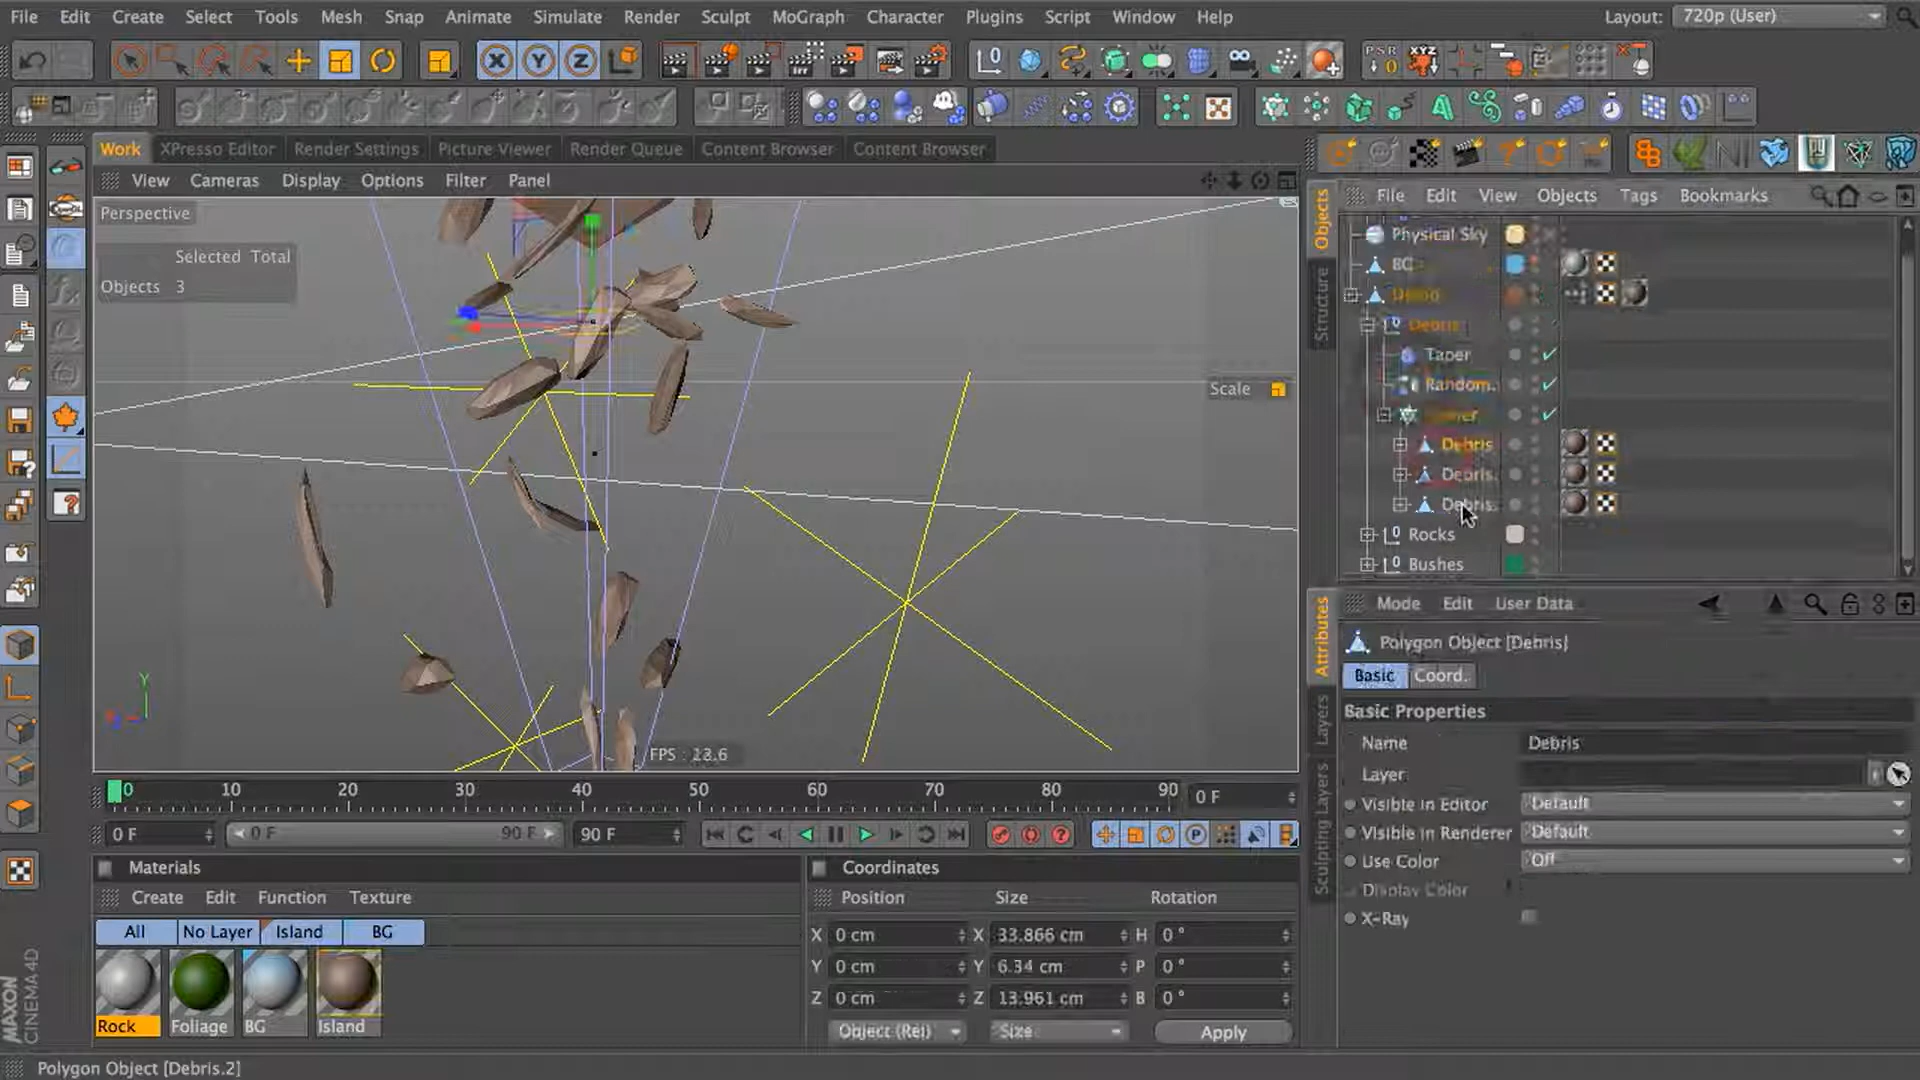 File Edit Create Select Tools Mesh Snap Animate Simulate Render Sculpt MoGraph Character Plugins Script Window Help Layout: 720p (User)
X Y Z PSR XYZ
Work XPresso Editor Render Settings Picture Viewer Render Queue Content Browser Content Browser
View Cameras Display Options Filter Panel
File Edit View Objects Tags Bookmarks
Perspective
Selected Total
Objects 3
Scale
FPS : 
Y
Objects
Structure
Physical Sky
BG
Debris
Taper
Random.
Debris
Debris.
Debris.
Rocks
Bushes
Attributes
Layers
Sculpting Layers
Mode Edit User Data
Polygon Object [Debris]
Basic Coord.
Basic Properties
Name Debris
Layer
Visible in Editor Default
Visible in Renderer Default
Use Color Off
Display Color
X-Ray
0 10 20 30 40 50 60 70 80 90 0 F
0 F 0 F 90 F 90 F
Materials
Create Edit Function Texture
All No Layer Island BG
Rock Foliage BG Island
Coordinates
Position Size Rotation
X 0 cm X 33.866 cm H 0 °
Y 0 cm Y 6.34 cm P 0 °
Z 0 cm Z 13.961 cm B 0 °
Object (Rel) Size Apply
MAXON
CINEMA 4D
Polygon Object [Debris.2]